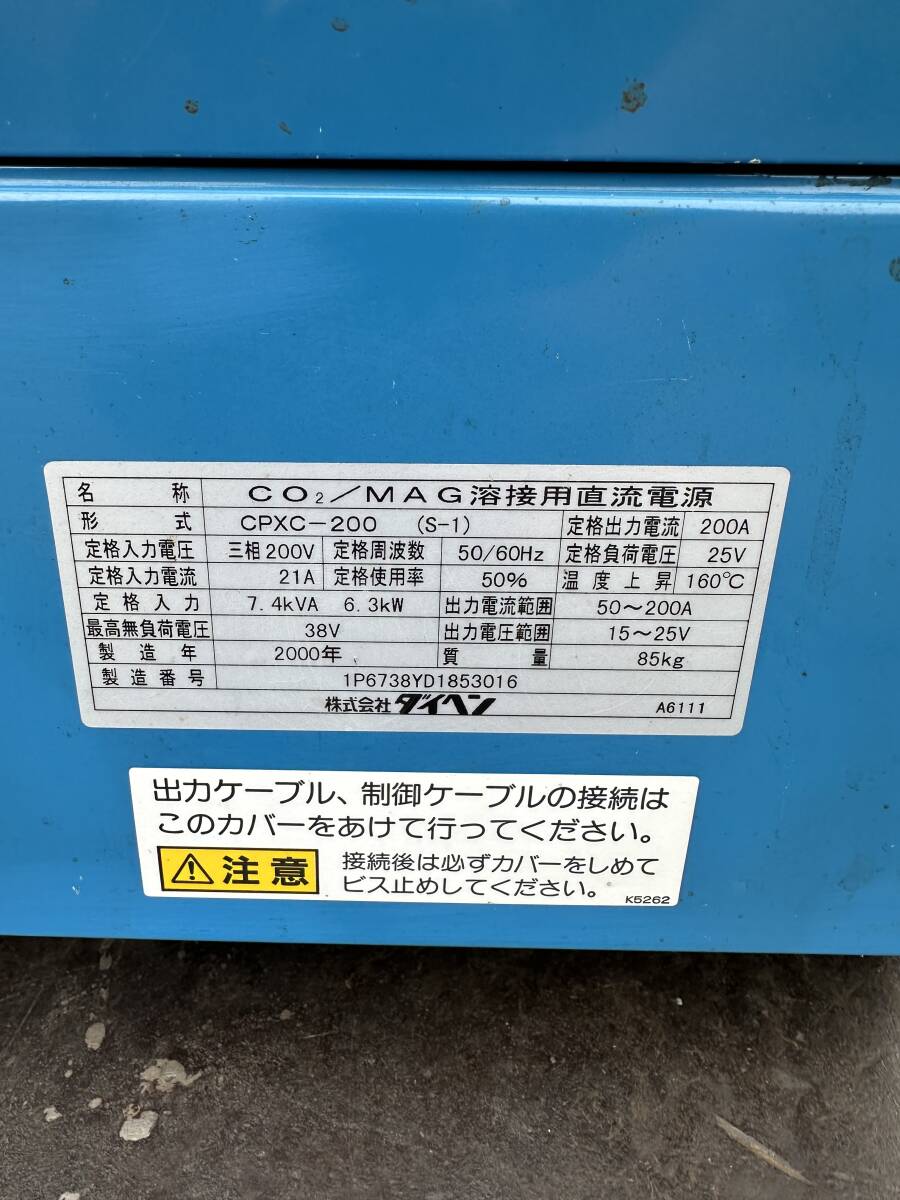 名称 CO₂/MAG溶接用直流電源
形式 CPXC-200 (S-1) 定格出力電流 200A
定格入力電圧 三相200V 定格周波数 50/60Hz 定格負荷電圧 25V
定格入力電流 21A 定格使用率 50% 温度上昇 160℃
定格入力 7.4kVA 6.3kW 出力電流範囲 50～200A
最高無負荷電圧 38V 出力電圧範囲 15～25V
製造年 2000年 質量 85kg
製造番号 1P6738YD1853016
株式会社ダイヘン A6111
出力ケーブル、制御ケーブルの接続は
このカバーをあけて行ってください。
注意 接続後は必ずカバーをしめて
ビス止めしてください。 K5262